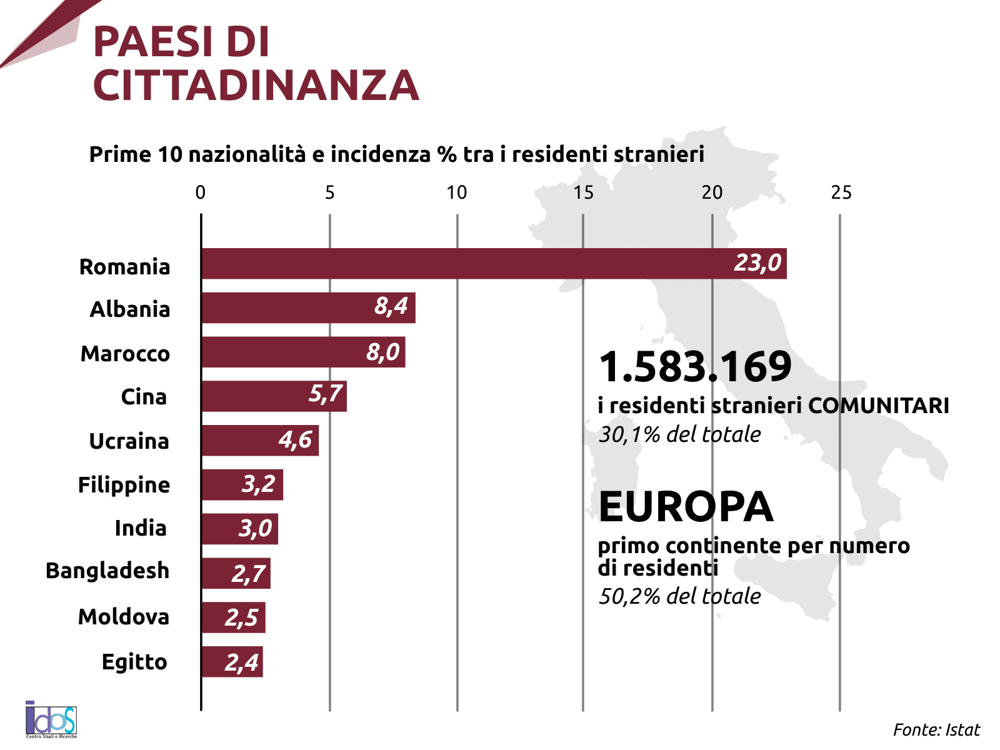 PAESI DI
CITTADINANZA
Prime 10 nazionalità e incidenza % tra i residenti stranieri
0 5 10 15 20 25
Romania 23,0
Albania 8,4
Marocco 8,0
Cina 5,7
Ucraina 4,6
Filippine 3,2
India 3,0
Bangladesh 2,7
Moldova 2,5
Egitto 2,4
1.583.169
i residenti stranieri COMUNITARI
30,1% del totale
EUROPA
primo continente per numero
di residenti
50,2% del totale
idos
Centro Studi e Ricerche
Fonte: Istat